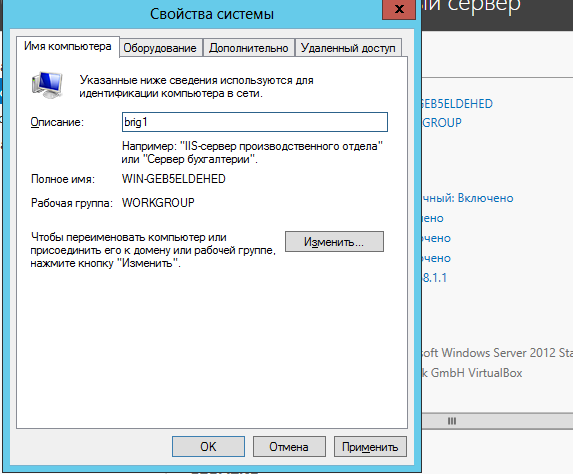 Свойства системы
ый сервер
Имя компьютера
Оборудование
Дополнительно
Удаленный доступ
Указанные ниже сведения используются для
идентификации компьютера в сети.
Описание:
brig1
Например: "IIS-сервер производственного отдела"
или "Сервер бухгалтерии".
Полное имя:
WIN-GEB5ELDEHED
Рабочая группа:
WORKGROUP
Чтобы переименовать компьютер или
присоединить его к домену или рабочей группе,
нажмите кнопку "Изменить".
Изменить...
OK
Отмена
Применить
-GEB5ELDEHED
GROUP
чный: Включено
чено
чено
чено
8.1.1
soft Windows Server 2012 Sta
k GmbH VirtualBox